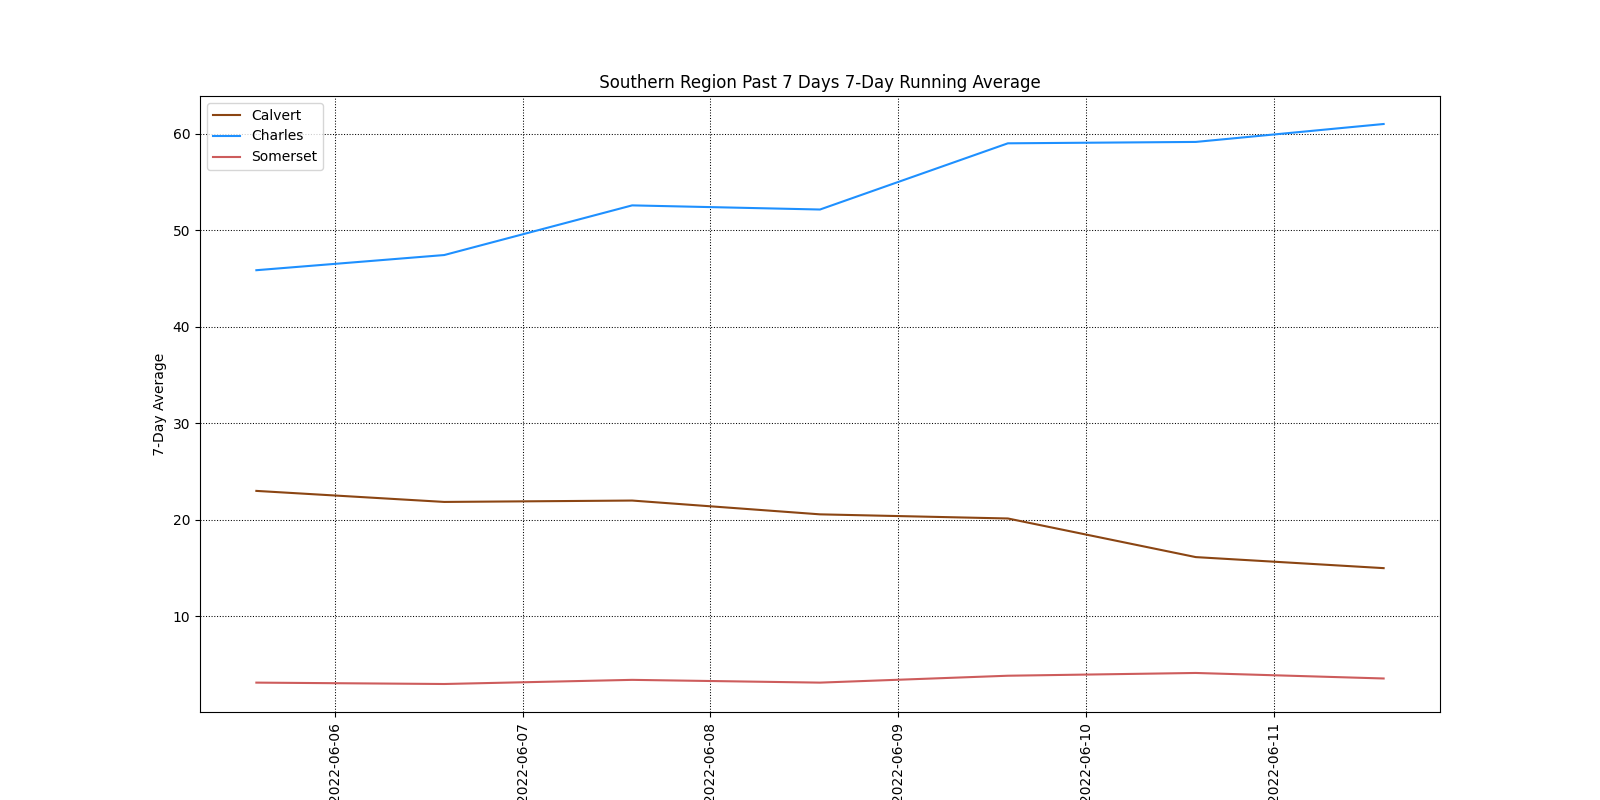 Southern Region Past 7 Days 7-Day Running Average
Calvert
Charles
Somerset
7-Day Average
60
50
40
30
20
10
2022-06-06
2022-06-07
2022-06-08
2022-06-09
2022-06-10
2022-06-11